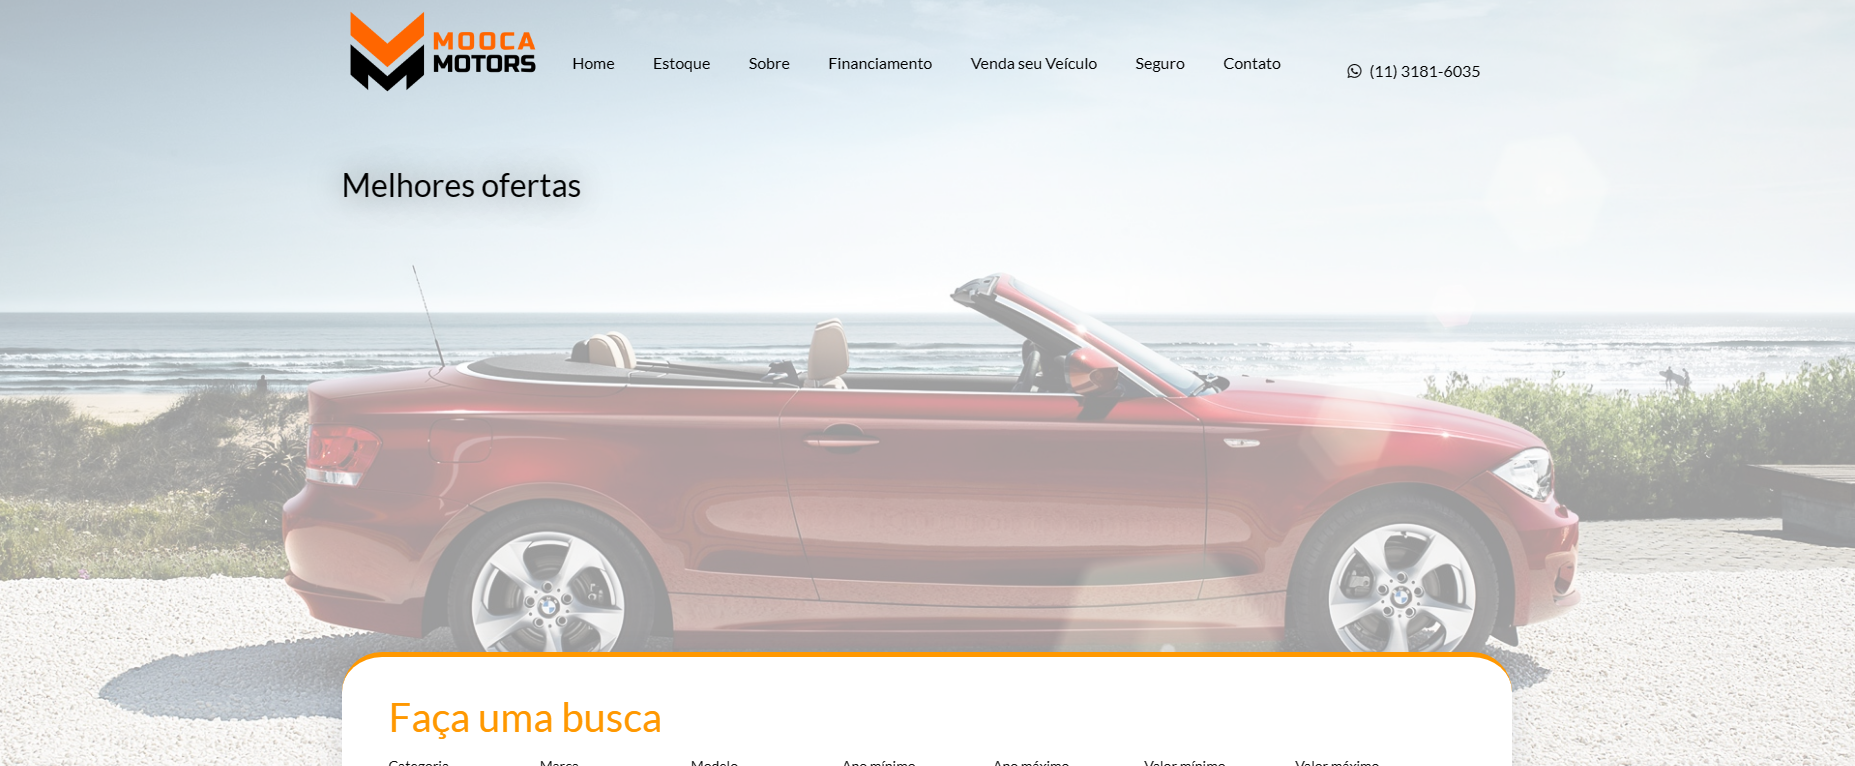 MOOCA
MOTORS
Home Estoque Sobre Financiamento Venda seu Veículo Seguro Contato (11) 3181-6035
Melhores ofertas
Faça uma busca
Categoria Marca Modelo Ano mínimo Ano máximo Valor mínimo Valor máximo